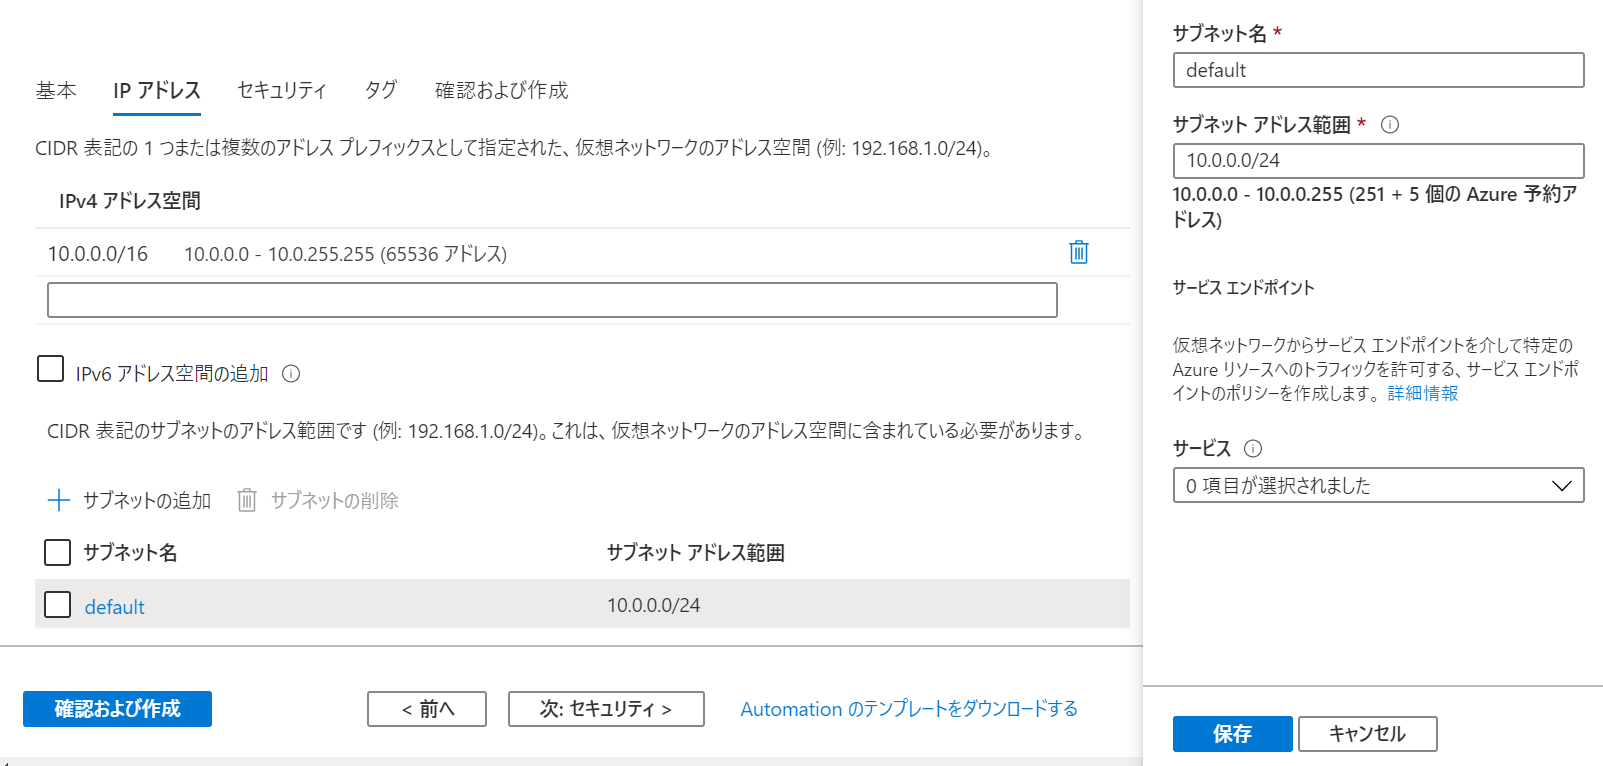 基本 IP アドレス セキュリティ タグ 確認および作成
CIDR 表記の 1 つまたは複数のアドレス プレフィックスとして指定された、仮想ネットワークのアドレス空間 (例: 192.168.1.0/24)。
IPv4 アドレス空間
10.0.0.0/16 10.0.0.0 - 10.0.255.255 (65536 アドレス)
IPv6 アドレス空間の追加
CIDR 表記のサブネットのアドレス範囲です (例: 192.168.1.0/24)。これは、仮想ネットワークのアドレス空間に含まれている必要があります。
サブネットの追加 サブネットの削除
サブネット名 サブネット アドレス範囲
default 10.0.0.0/24
確認および作成 < 前へ 次: セキュリティ > Automation のテンプレートをダウンロードする
サブネット名 *
default
サブネット アドレス範囲 *
10.0.0.0/24
10.0.0.0 - 10.0.0.255 (251 + 5 個の Azure 予約ア
ドレス)
サービス エンドポイント
仮想ネットワークからサービス エンドポイントを介して特定の
Azure リソースへのトラフィックを許可する、サービス エンドポ
イントのポリシーを作成します。 詳細情報
サービス
0 項目が選択されました
保存 キャンセル